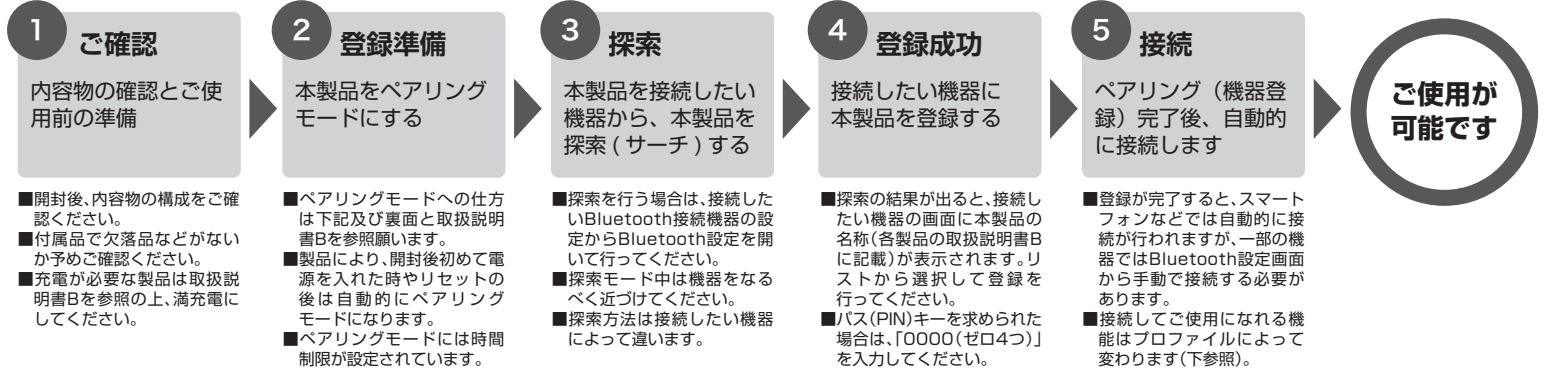 1
ご確認
内容物の確認とご使
用前の準備
■開封後、内容物の構成をご確
認ください。
■付属品で欠落品などがない
か予めご確認ください。
■充電が必要な製品は取扱説
明書Bを参照の上、満充電に
してください。
2
登録準備
本製品をペアリング
モードにする
■ペアリングモードへの仕方
は下記及び裏面と取扱説明
書Bを参照願います。
■製品により、開封後初めて電
源を入れた時やリセットの
後は自動的にペアリング
モードになります。
■ペアリングモードには時間
制限が設定されています。
3
探索
本製品を接続したい
機器から、本製品を
探索(サーチ)する
■探索を行う場合は、接続した
いBluetooth接続機器の設
定からBluetooth設定を開
いて行ってください。
■探索モード中は機器をなる
べく近づけてください。
■探索方法は接続したい機器
によって違います。
4
登録成功
接続したい機器に
本製品を登録する
■探索の結果が出ると、接続し
たい機器の画面に本製品の
名称(各製品の取扱説明書B
に記載)が表示されます。リ
ストから選択して登録を
行ってください。
■パス(PIN)キーを求められた
場合は、「0000(ゼロ4つ)」
を入力してください。
5
接続
ペアリング（機器登
録）完了後、自動的
に接続します
■登録が完了すると、スマート
フォンなどでは自動的に接
続が行われますが、一部の機
器ではBluetooth設定画面
から手動で接続する必要が
あります。
■接続してご使用になれる機
能はプロファイルによって
変わります(下参照)。
ご使用が
可能です